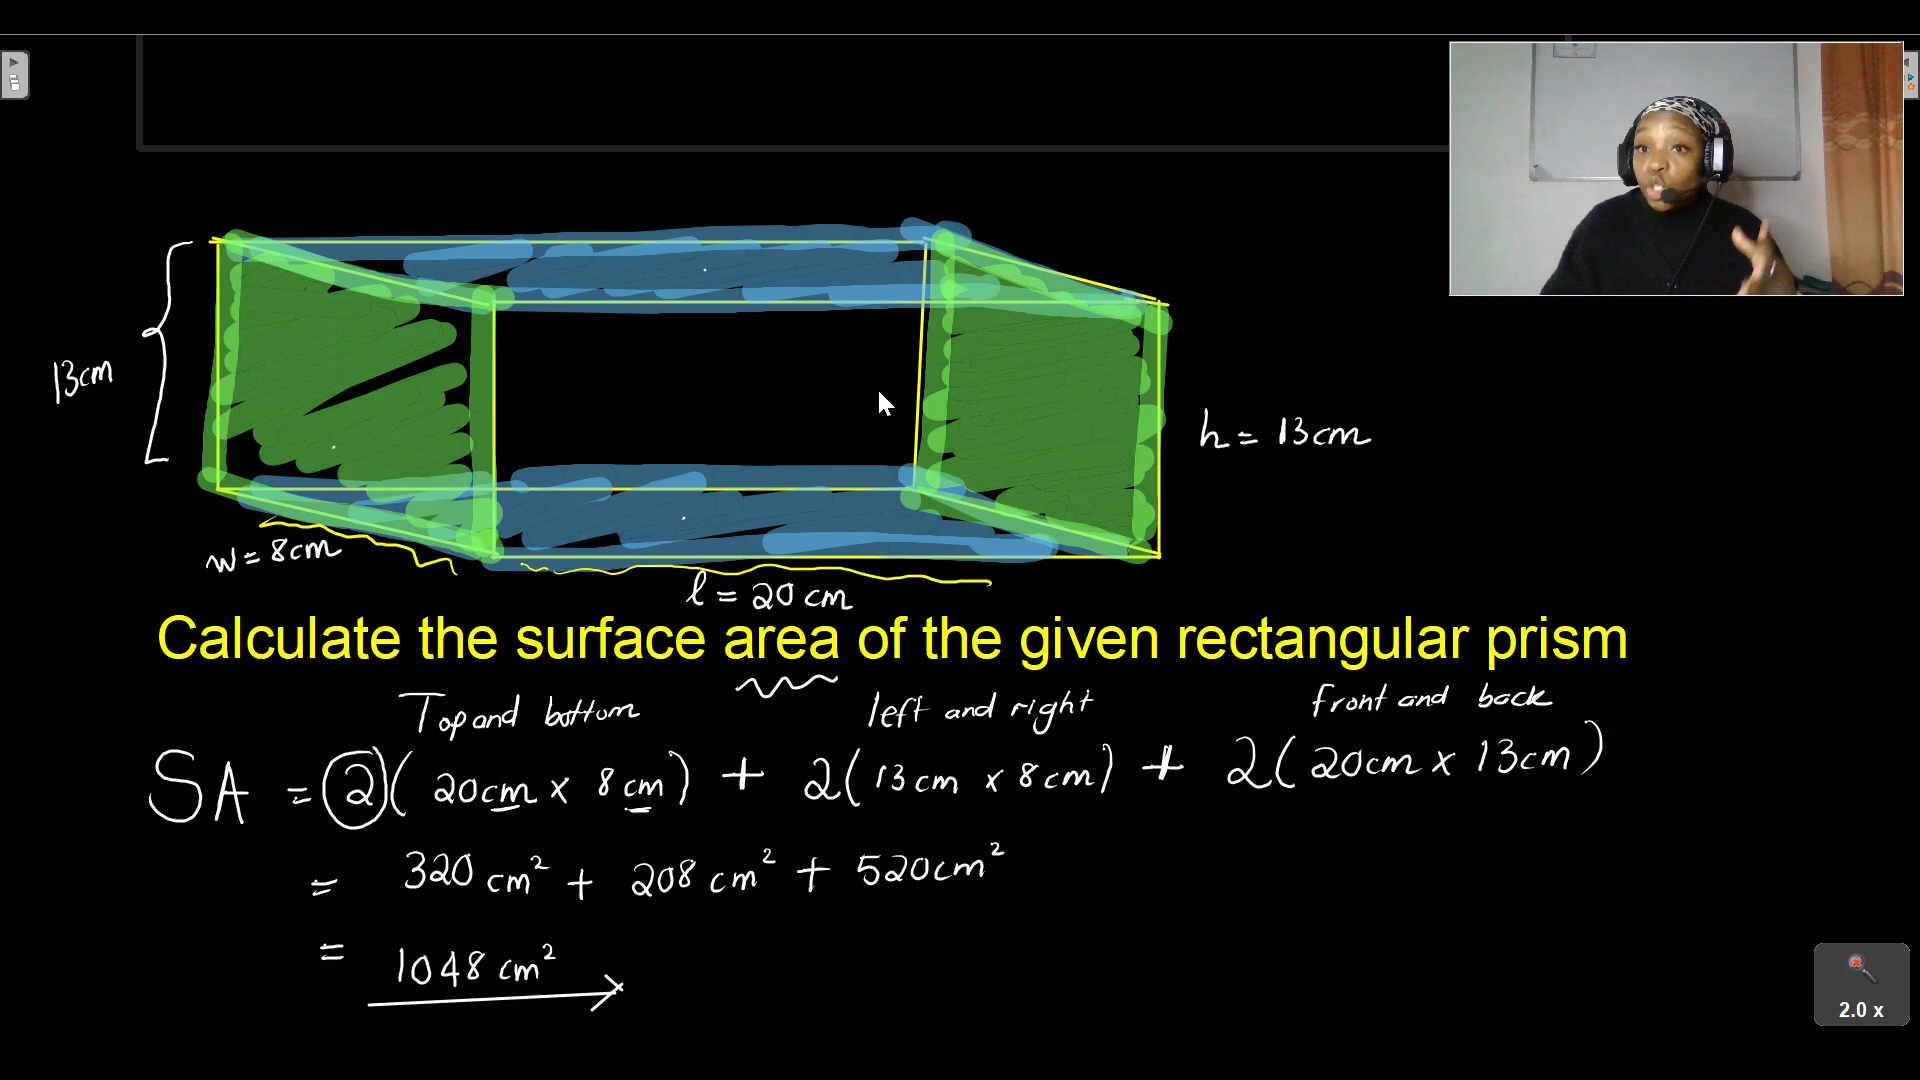 13cm
h = 13cm
w = 8cm
l = 20 cm
Calculate the surface area of the given rectangular prism
Top and bottom left and right front and back
SA = 2( 20cm x 8 cm ) + 2( 13 cm x 8 cm ) + 2( 20cm x 13cm )
= 320 cm² + 208 cm² + 520cm²
= 1048 cm²
2.0 x